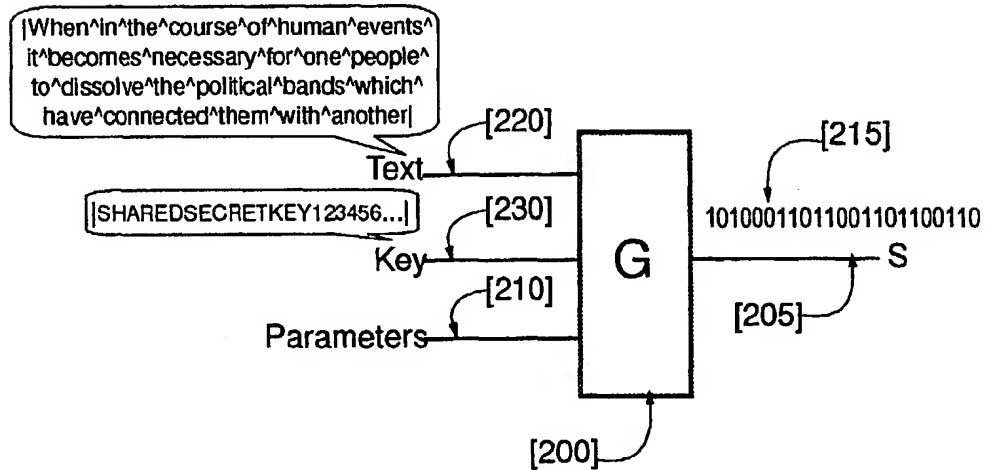 |When^in^the^course^of^human^events^
it^becomes^necessary^for^one^people^
to^dissolve^the^political^bands^which^
have^connected^them^with^another|
[220]
[215]
Text
|SHAREDSECRETKEY123456...|
[230]
10100011011001101100110
G
Key
S
[210]
[205]
Parameters
[200]